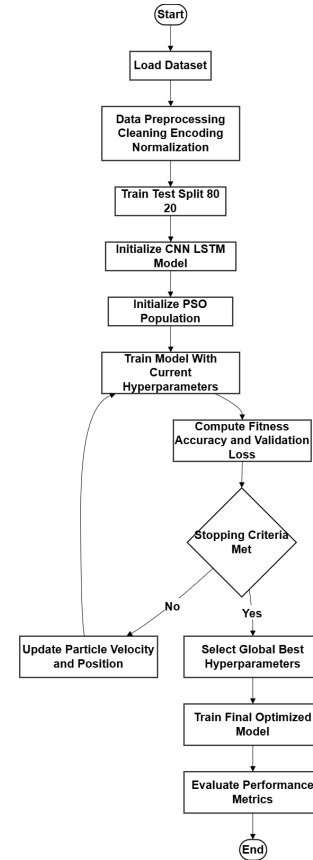 Start
Load Dataset
Data Preprocessing
Cleaning Encoding
Normalization
Train Test Split 80
20
Initialize CNN LSTM
Model
Initialize PSO
Population
Train Model With
Current
Hyperparameters
Compute Fitness
Accuracy and Validation
Loss
Stopping Criteria
Met
No
Yes
Update Particle Velocity
and Position
Select Global Best
Hyperparameters
Train Final Optimized
Model
Evaluate Performance
Metrics
End